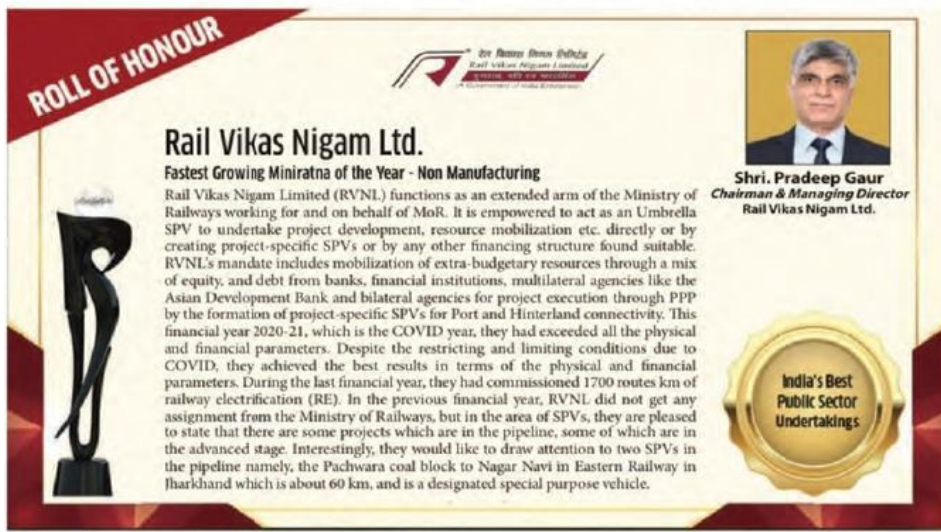 ROLL OF HONOUR
रेल विकास निगम लिमिटेड
Rail Vikas Nigam Limited
(A Government of India Enterprise)
Shri. Pradeep Gaur
Chairman & Managing Director
Rail Vikas Nigam Ltd.
Rail Vikas Nigam Ltd.
Fastest Growing Miniratna of the Year - Non Manufacturing
Rail Vikas Nigam Limited (RVNL) functions as an extended arm of the Ministry of
Railways working for and on behalf of MoR. It is empowered to act as an Umbrella
SPV to undertake project development, resource mobilization etc. directly or by
creating project-specific SPVs or by any other financing structure found suitable.
RVNL's mandate includes mobilization of extra-budgetary resources through a mix
of equity, and debt from banks, financial institutions, multilateral agencies like the
Asian Development Bank and bilateral agencies for project execution through PPP
by the formation of project-specific SPVs for Port and Hinterland connectivity. This
financial year 2020-21, which is the COVID year, they had exceeded all the physical
and financial parameters. Despite the restricting and limiting conditions due to
COVID, they achieved the best results in terms of the physical and financial
parameters. During the last financial year, they had commissioned 1700 routes km of
railway electrification (RE). In the previous financial year, RVNL did not get any
assignment from the Ministry of Railways, but in the area of SPVs, they are pleased
to state that there are some projects which are in the pipeline, some of which are in
the advanced stage. Interestingly, they would like to draw attention to two SPVs in
the pipeline namely, the Pachwara coal block to Nagar Navi in Eastern Railway in
Jharkhand which is about 60 km, and is a designated special purpose vehicle.
India's Best
Public Sector
Undertakings